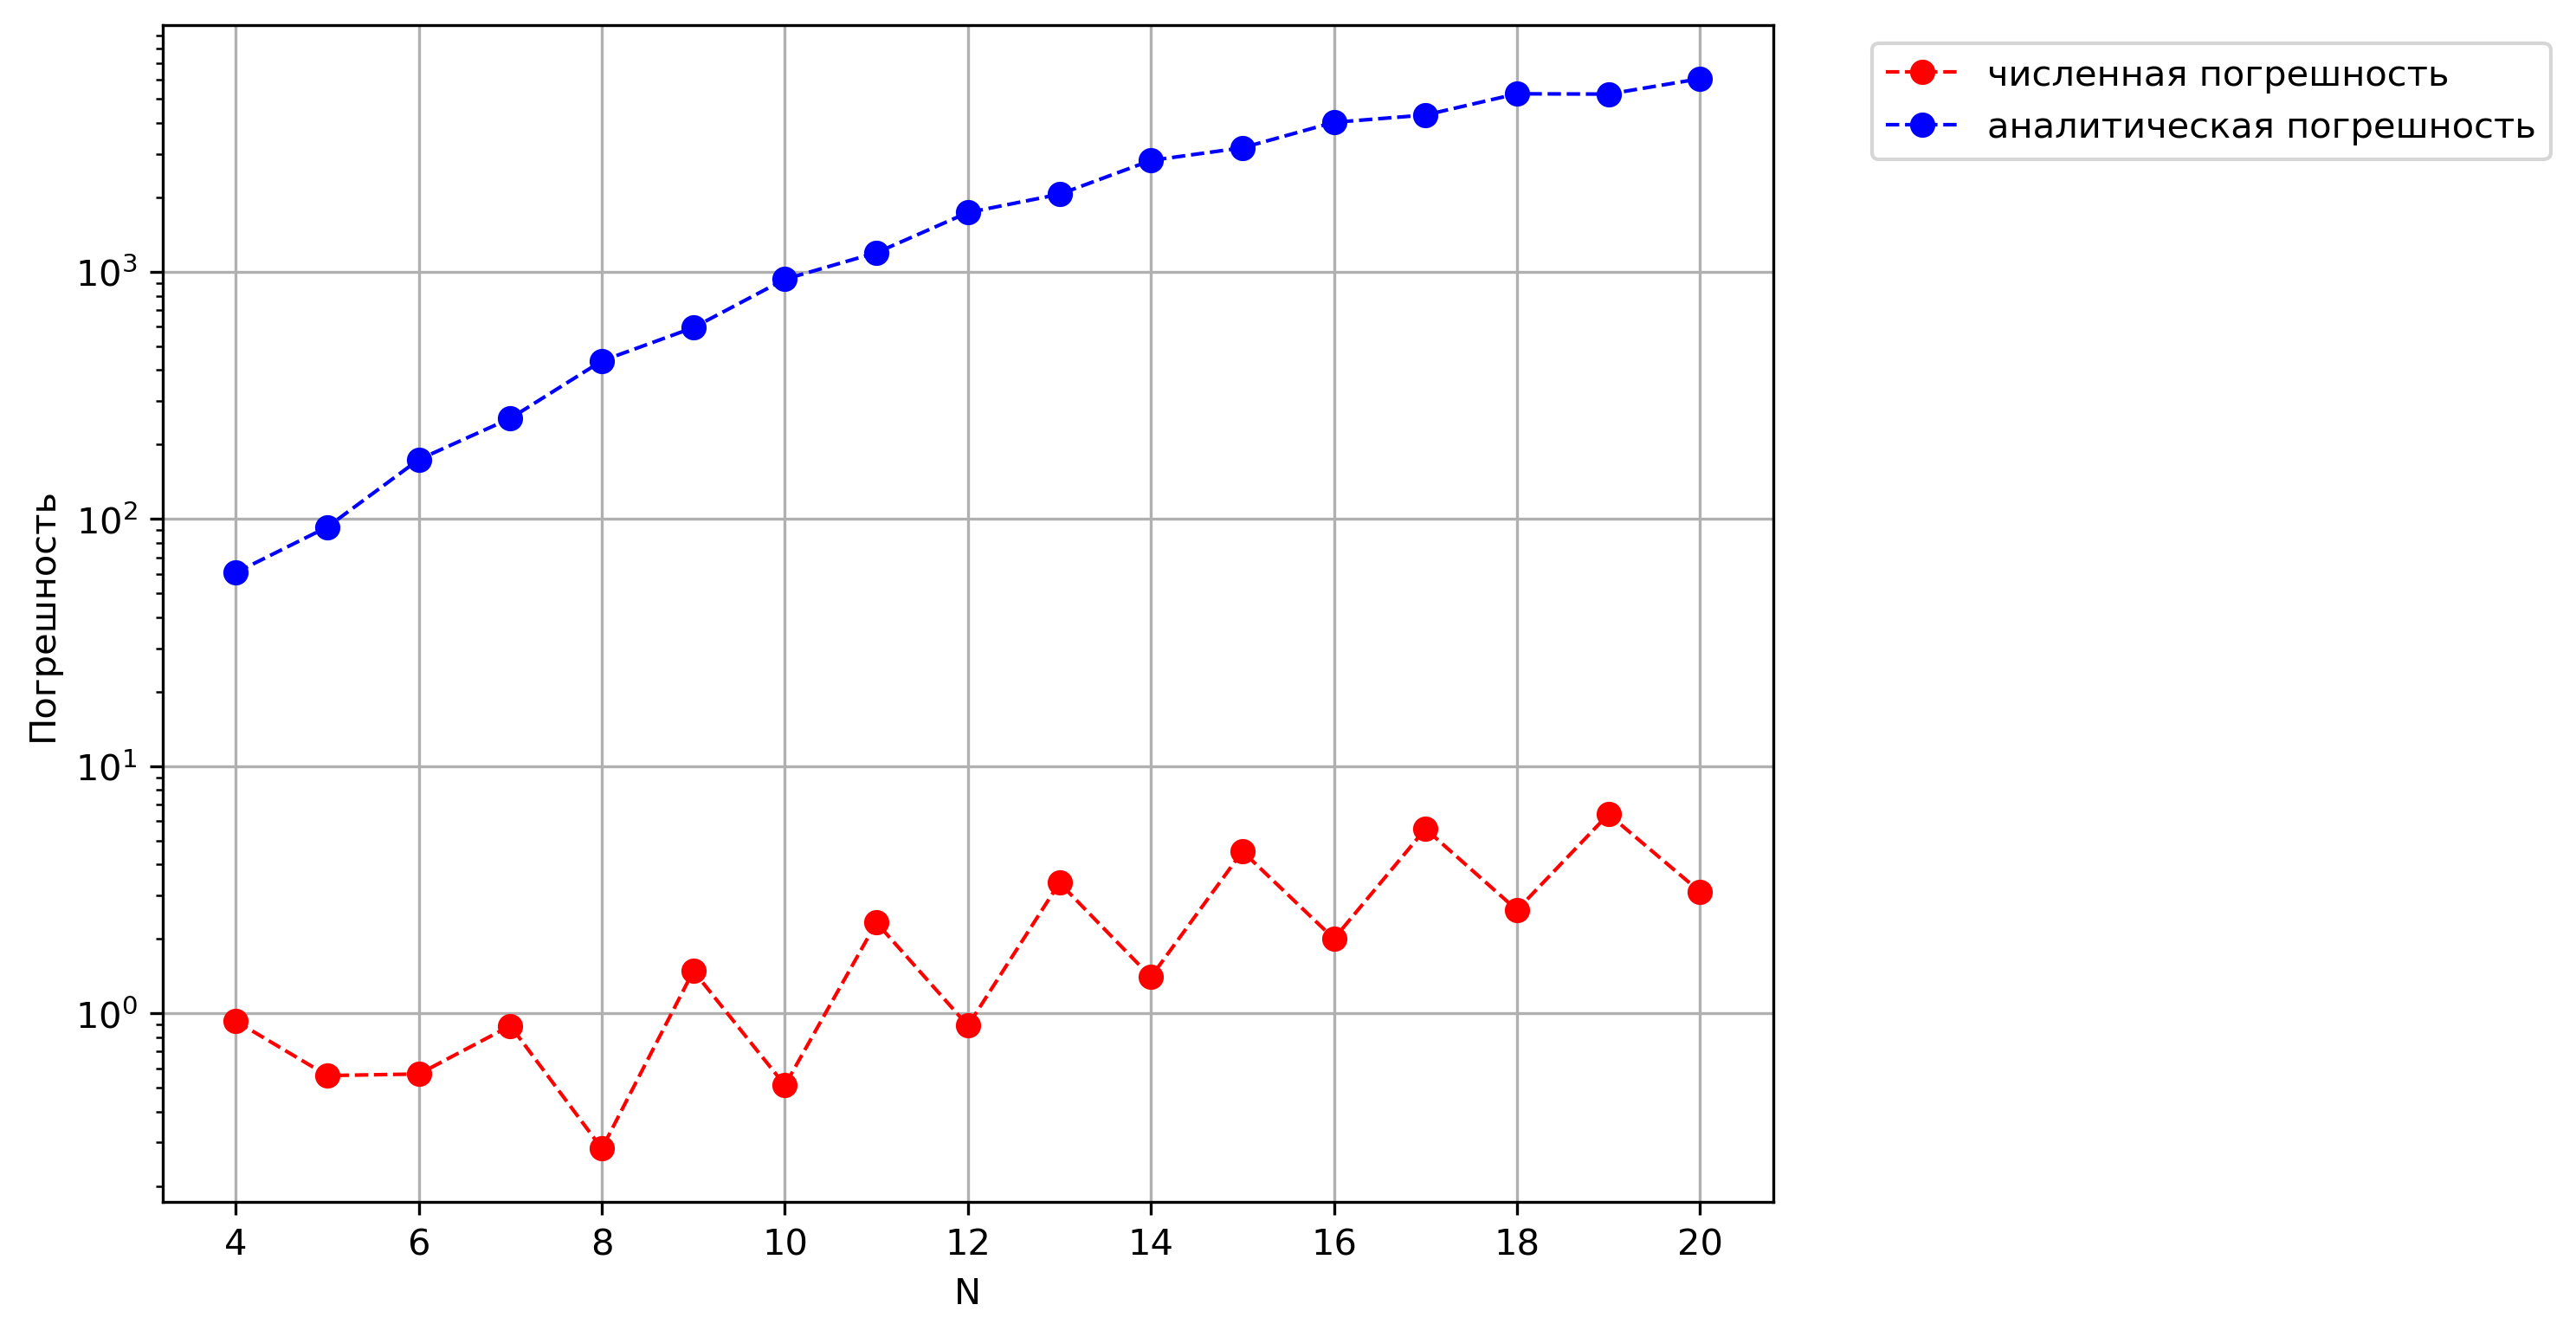 численная погрешность
аналитическая погрешность
Погрешность
10³
10²
10¹
10⁰
4 6 8 10 12 14 16 18 20
N